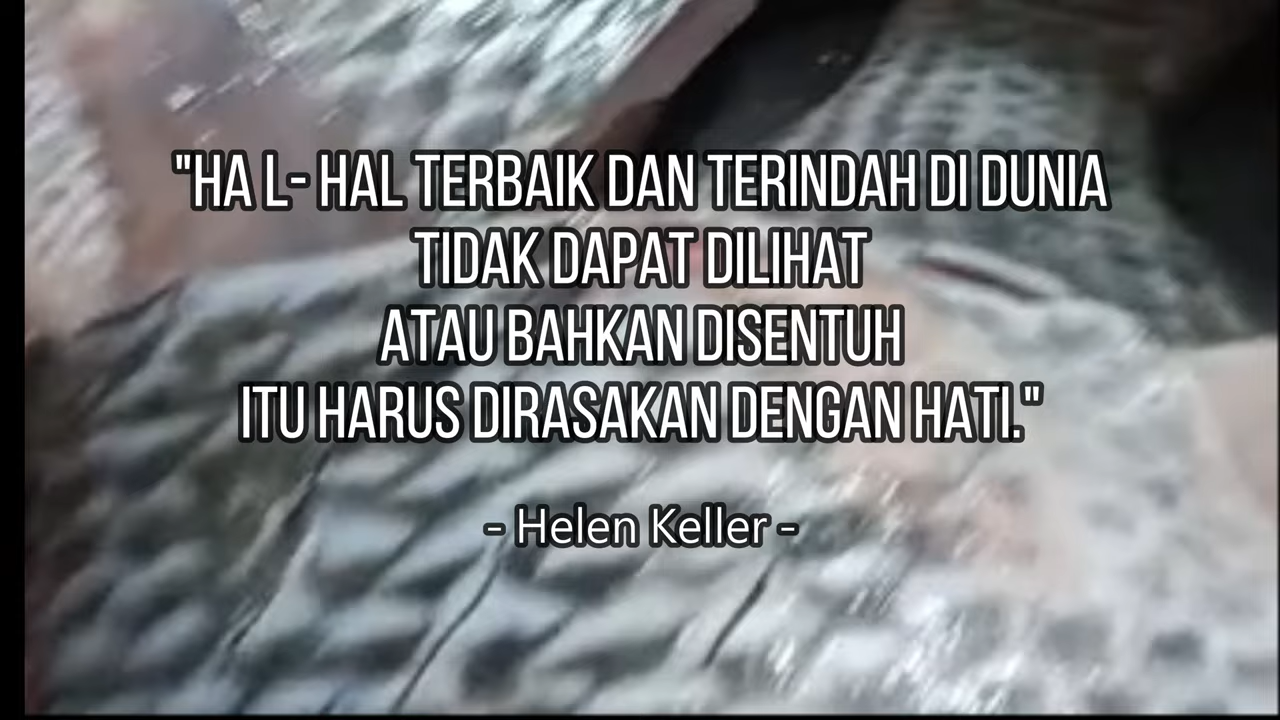 "HA L- HAL TERBAIK DAN TERINDAH DI DUNIA
TIDAK DAPAT DILIHAT
ATAU BAHKAN DISENTUH
ITU HARUS DIRASAKAN DENGAN HATI."
- Helen Keller -